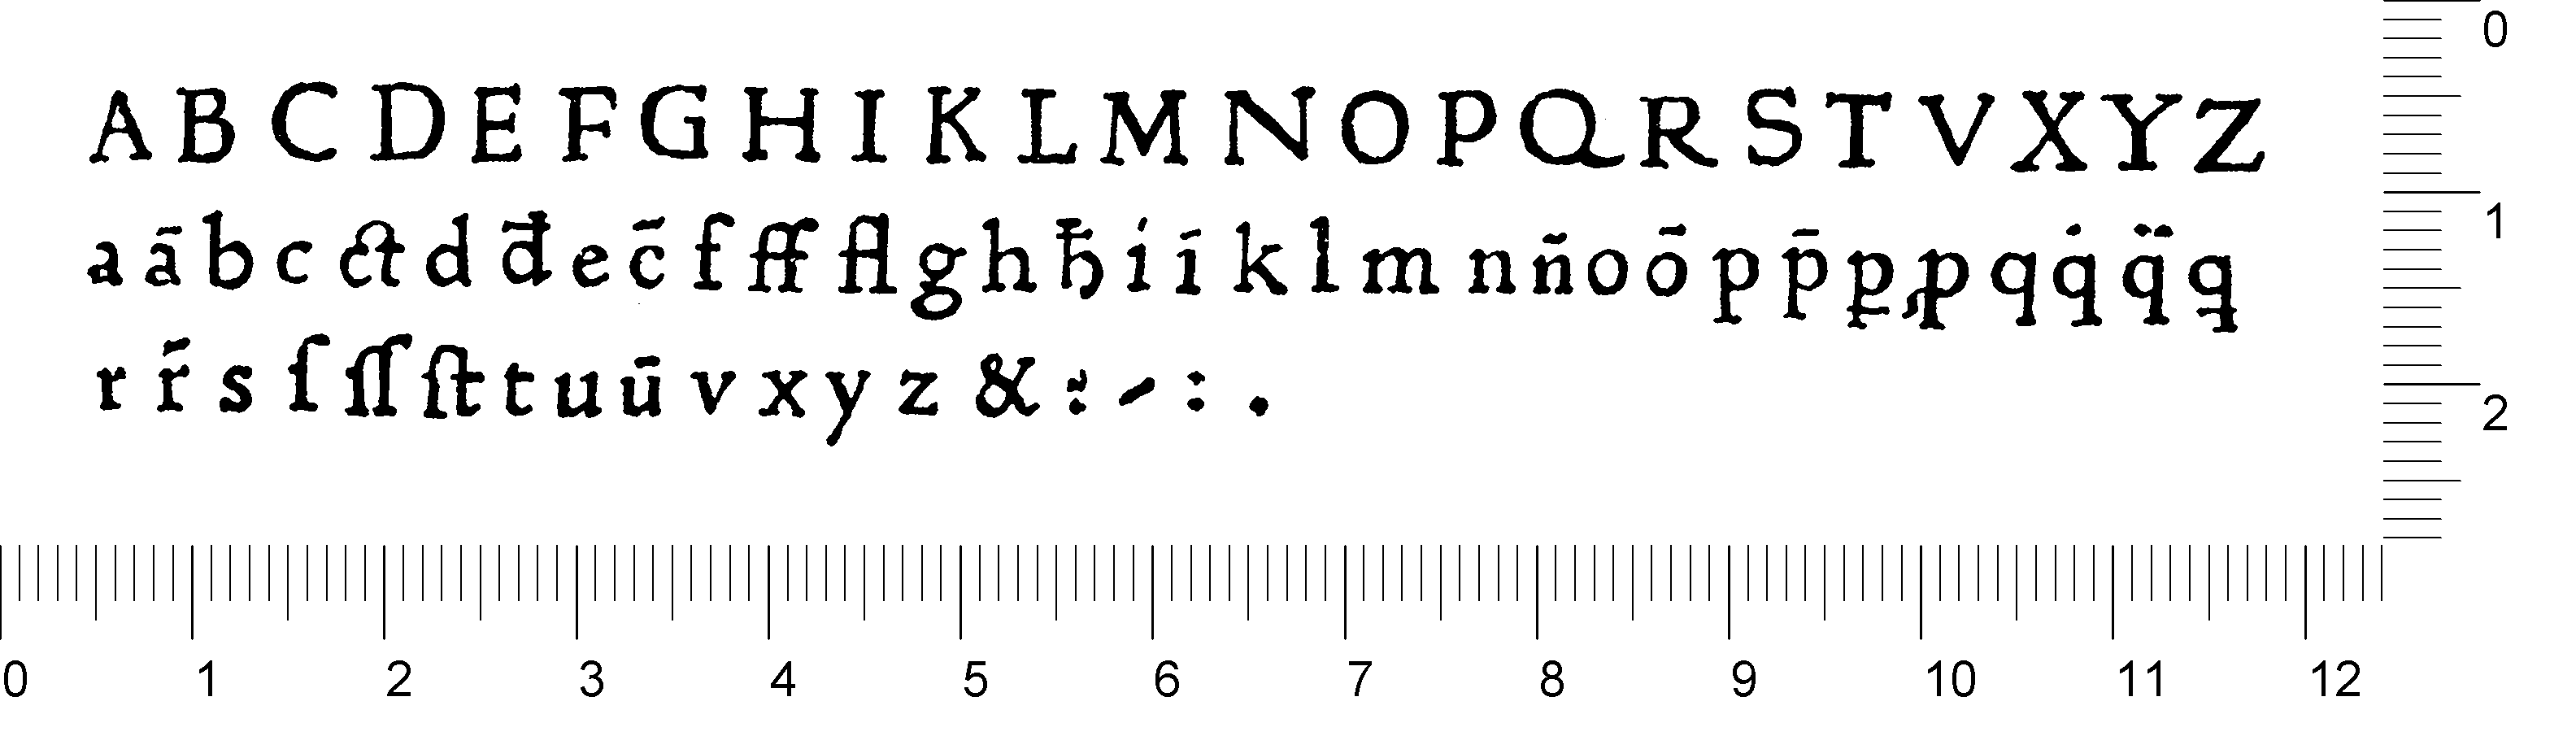 A B C D E F G H I K L M N O P Q R S T V X Y Z
a ā b c ct d đ e c̄ f ff fl g h ħ i ī k l m n n̄ o ō p p̄ ꝑ ꝓ q q̇ q̈ ꝗ
r r̄ s ſ ſſ ſt t u ū v x y z & ; - : .
0
1
2
0 1 2 3 4 5 6 7 8 9 10 11 12